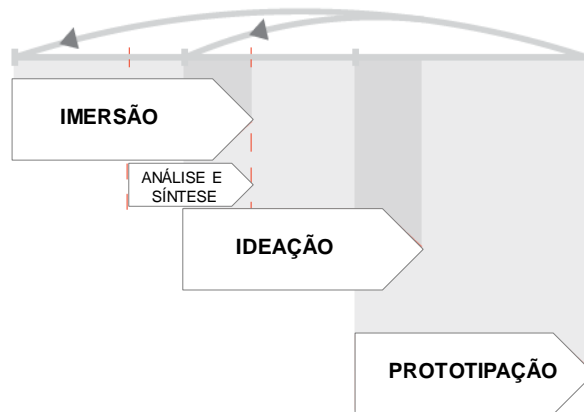 IMERSÃO
ANÁLISE E
SÍNTESE
IDEAÇÃO
PROTOTIPAÇÃO